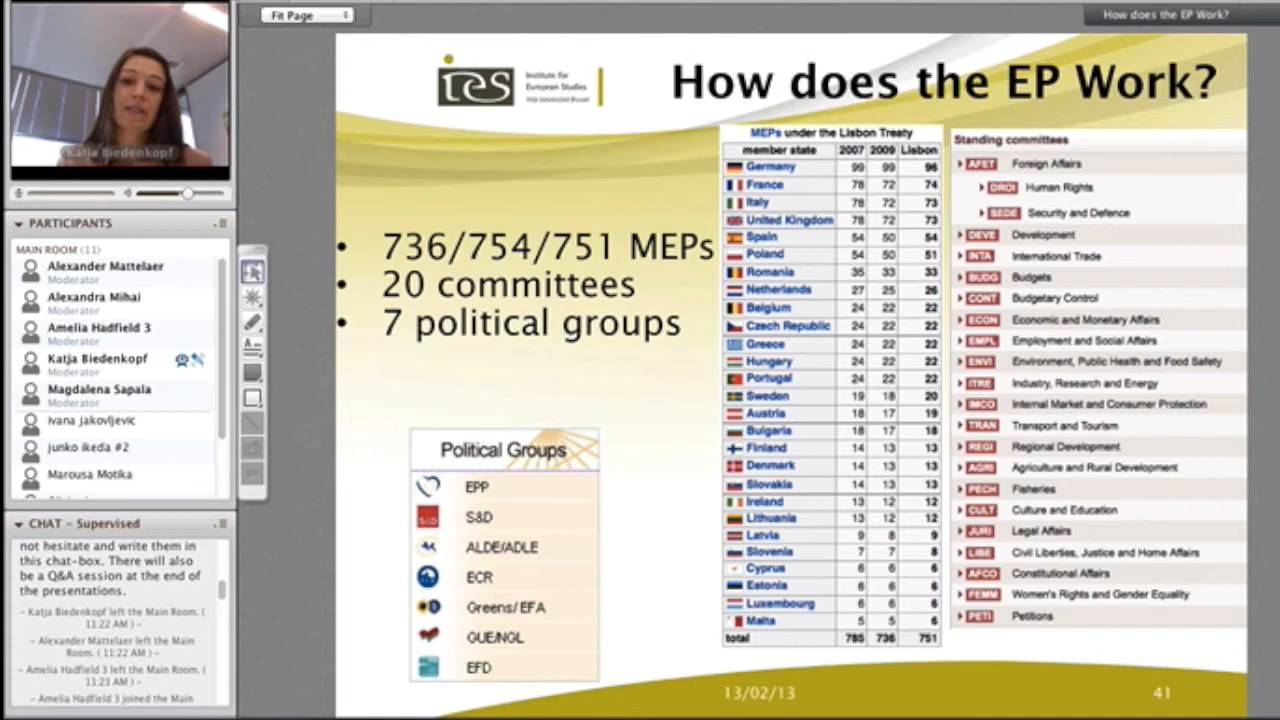 Fit Page
How does the EP Work?
Katja Biedenkopf
PARTICIPANTS
MAIN ROOM (11)
Alexander Mattelaer
Moderator
Alexandra Mihai
Moderator
Amelia Hadfield 3
Moderator
Katja Biedenkopf
Moderator
Magdalena Sapala
Moderator
ivana jakovljevic
junko ikeda #2
Marousa Motika
CHAT - Supervised
not hesitate and write them in
this chat-box. There will also
be a Q&A session at the end of
the presentations.
- Katja Biedenkopf left the Main Room. (
11:22 AM ) -
- Alexander Mattelaer left the Main
Room. ( 11:22 AM ) -
- Amelia Hadfield 3 left the Main Room. (
11:23 AM ) -
- Amelia Hadfield 3 joined the Main
ies
Institute for
European Studies
How does the EP Work?
• 736/754/751 MEPs
• 20 committees
• 7 political groups
Political Groups
EPP
S&D
ALDE/ADLE
ECR
Greens/EFA
GUE/NGL
EFD
MEPs under the Lisbon Treaty
member state 2007 2009 Lisbon
Germany 99 99 96
France 78 72 74
Italy 78 72 73
United Kingdom 78 72 73
Spain 54 50 54
Poland 54 50 51
Romania 35 33 33
Netherlands 27 25 26
Belgium 24 22 22
Czech Republic 24 22 22
Greece 24 22 22
Hungary 24 22 22
Portugal 24 22 22
Sweden 19 18 20
Austria 18 17 19
Bulgaria 18 17 18
Finland 14 13 13
Denmark 14 13 13
Slovakia 14 13 13
Ireland 13 12 12
Lithuania 13 12 12
Latvia 9 8 9
Slovenia 7 7 8
Cyprus 6 6 6
Estonia 6 6 6
Luxembourg 6 6 6
Malta 5 5 6
total 785 736 751
Standing committees
AFET Foreign Affairs
DROI Human Rights
SEDE Security and Defence
DEVE Development
INTA International Trade
BUDG Budgets
CONT Budgetary Control
ECON Economic and Monetary Affairs
EMPL Employment and Social Affairs
ENVI Environment, Public Health and Food Safety
ITRE Industry, Research and Energy
IMCO Internal Market and Consumer Protection
TRAN Transport and Tourism
REGI Regional Development
AGRI Agriculture and Rural Development
PECH Fisheries
CULT Culture and Education
JURI Legal Affairs
LIBE Civil Liberties, Justice and Home Affairs
AFCO Constitutional Affairs
FEMM Women's Rights and Gender Equality
PETI Petitions
13/02/13
41